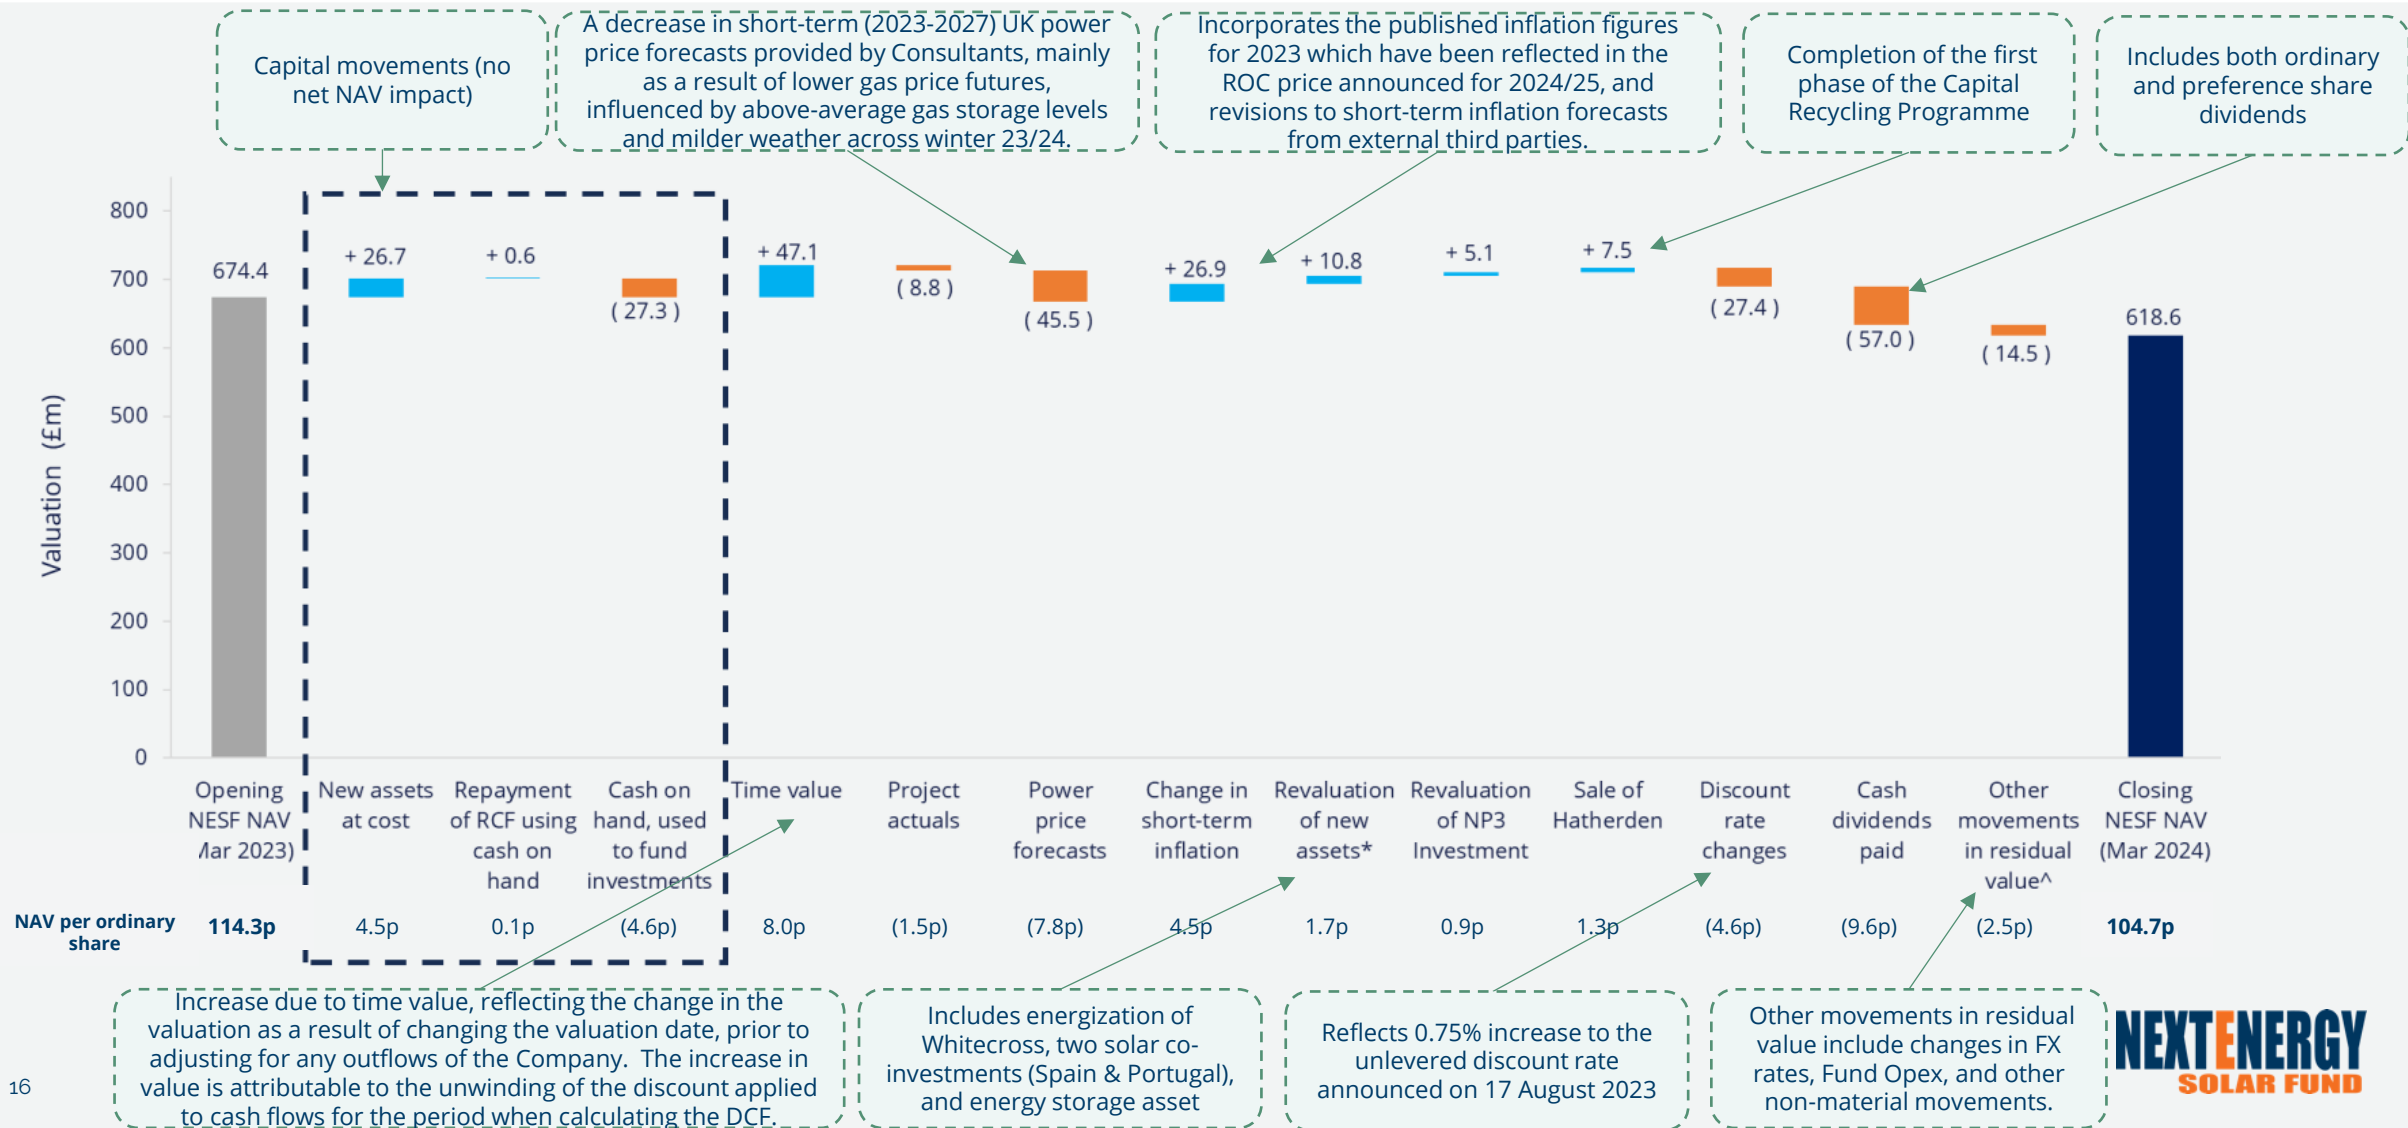 Capital movements (no
net NAV impact)
A decrease in short-term (2023-2027) UK power
price forecasts provided by Consultants, mainly
as a result of lower gas price futures,
influenced by above-average gas storage levels
and milder weather across winter 23/24.
Incorporates the published inflation figures
for 2023 which have been reflected in the
ROC price announced for 2024/25, and
revisions to short-term inflation forecasts
from external third parties.
Completion of the first
phase of the Capital
Recycling Programme
Includes both ordinary
and preference share
dividends
Valuation (£m)
800
700
600
500
400
300
200
100
0
674.4
+ 26.7
+ 0.6
( 27.3 )
+ 47.1
( 8.8 )
( 45.5 )
+ 26.9
+ 10.8
+ 5.1
+ 7.5
( 27.4 )
( 57.0 )
( 14.5 )
618.6
Opening
NESF NAV
Mar 2023)
New assets
at cost
Repayment
of RCF using
cash on
hand
Cash on
hand, used
to fund
investments
Time value
Project
actuals
Power
price
forecasts
Change in
short-term
inflation
Revaluation
of new
assets*
Revaluation
of NP3
Investment
Sale of
Hatherden
Discount
rate
changes
Cash
dividends
paid
Other
movements
in residual
value^
Closing
NESF NAV
(Mar 2024)
NAV per ordinary
share
114.3p
4.5p
0.1p
(4.6p)
8.0p
(1.5p)
(7.8p)
4.5p
1.7p
0.9p
1.3p
(4.6p)
(9.6p)
(2.5p)
104.7p
Increase due to time value, reflecting the change in the
valuation as a result of changing the valuation date, prior to
adjusting for any outflows of the Company. The increase in
value is attributable to the unwinding of the discount applied
to cash flows for the period when calculating the DCF.
Includes energization of
Whitecross, two solar co-
investments (Spain & Portugal),
and energy storage asset
Reflects 0.75% increase to the
unlevered discount rate
announced on 17 August 2023
Other movements in residual
value include changes in FX
rates, Fund Opex, and other
non-material movements.
NEXTENERGY
SOLAR FUND
16